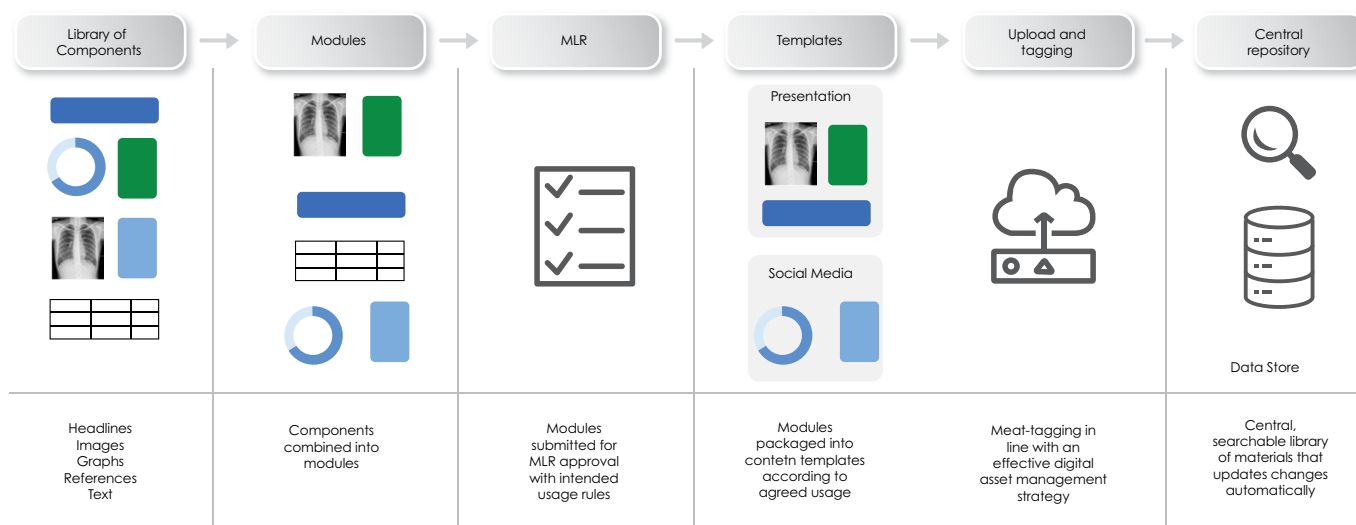 Library of
Components
Modules
MLR
Templates
Upload and
tagging
Central
repository
Presentation
Social Media
Data Store
Headlines
Images
Graphs
References
Text
Components
combined into
modules
Modules
submitted for
MLR approval
with intended
usage rules
Modules
packaged into
contetn templates
according to
agreed usage
Meat-tagging in
line with an
effective digital
asset management
strategy
Central,
searchable library
of materials that
updates changes
automatically